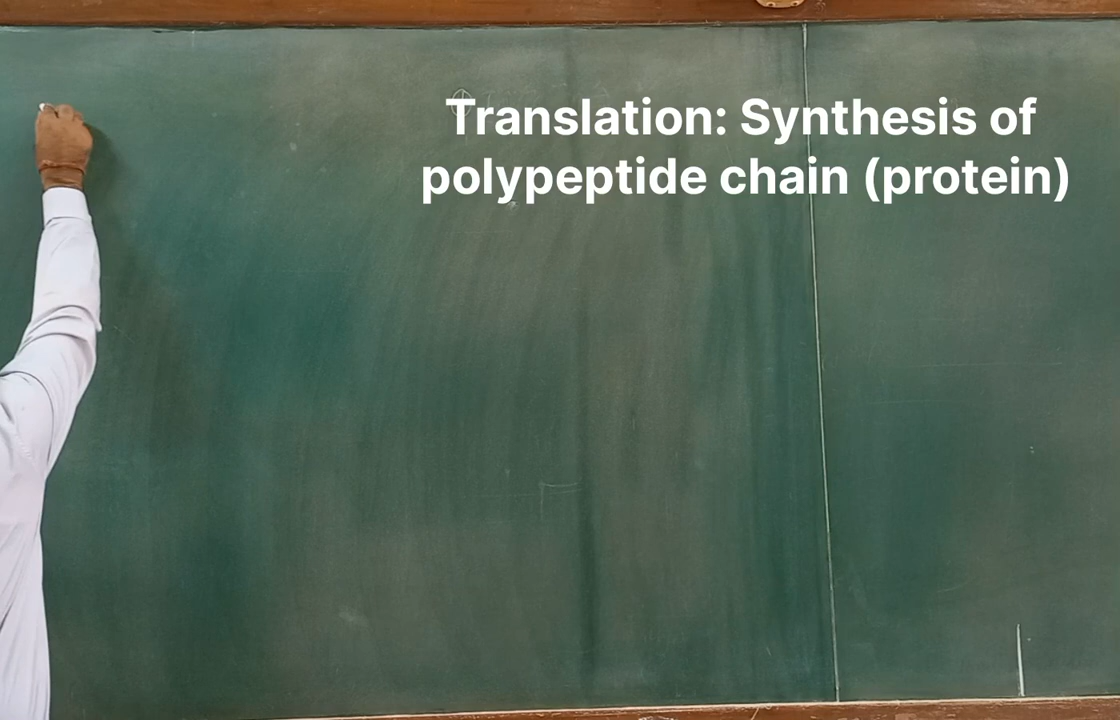 Translation: Synthesis of
polypeptide chain (protein)